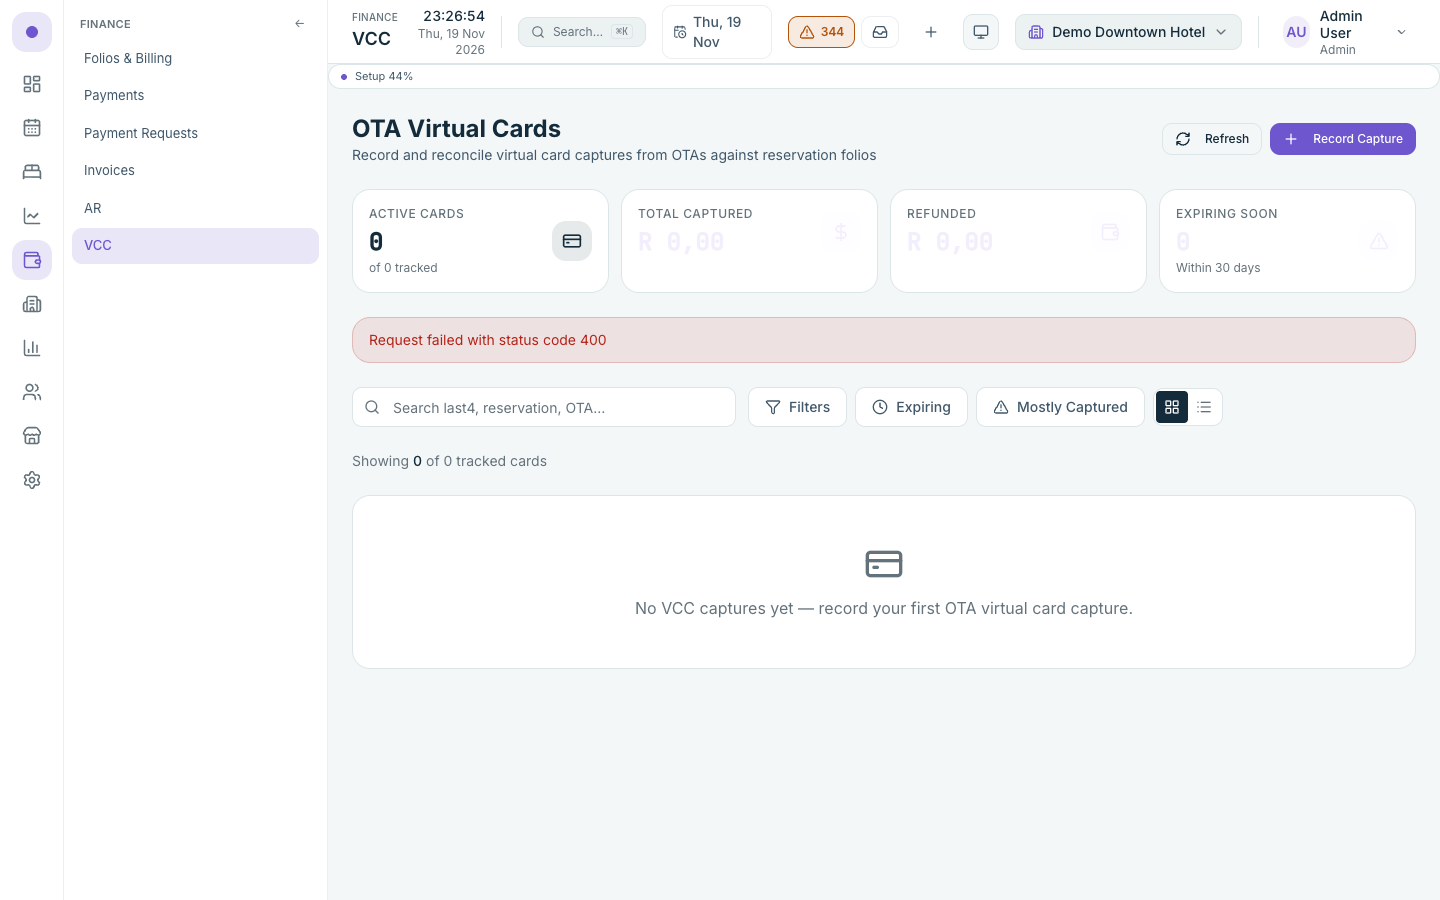 FINANCE
Folios & Billing
Payments
Payment Requests
Invoices
AR
VCC
FINANCE
VCC
23:26:54
Thu, 19 Nov
2026
Search...
⌘K
Thu, 19
Nov
344
Demo Downtown Hotel
AU
Admin
User
Admin
Setup 44%
OTA Virtual Cards
Record and reconcile virtual card captures from OTAs against reservation folios
Refresh
Record Capture
ACTIVE CARDS
0
of 0 tracked
TOTAL CAPTURED
R 0,00
REFUNDED
R 0,00
EXPIRING SOON
0
Within 30 days
Request failed with status code 400
Search last4, reservation, OTA...
Filters
Expiring
Mostly Captured
Showing 0 of 0 tracked cards
No VCC captures yet — record your first OTA virtual card capture.